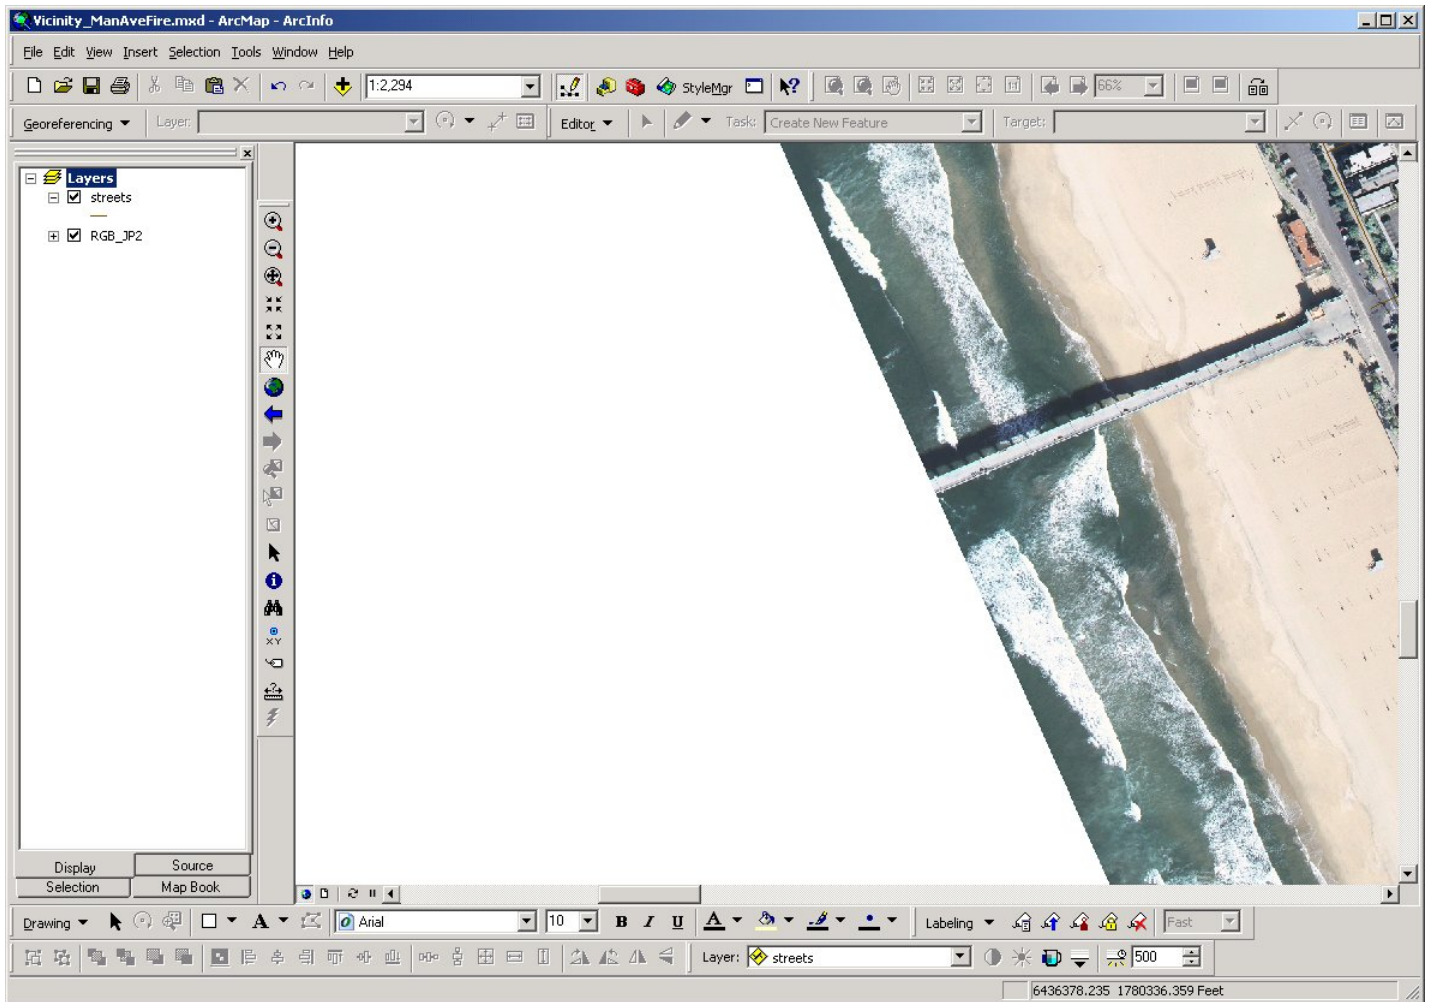 Vicinity_ManAveFire.mxd - ArcMap - ArcInfo
File Edit View Insert Selection Tools Window Help
1:2,294 StyleMgr 66%
Georeferencing Layer: Editor Task: Create New Feature Target:
Layers
streets
RGB_JP2
XY
Display Source
Selection Map Book
Drawing A Arial 10 B I U A Labeling Fast
Layer: streets 500
6436378.235 1780336.359 Feet